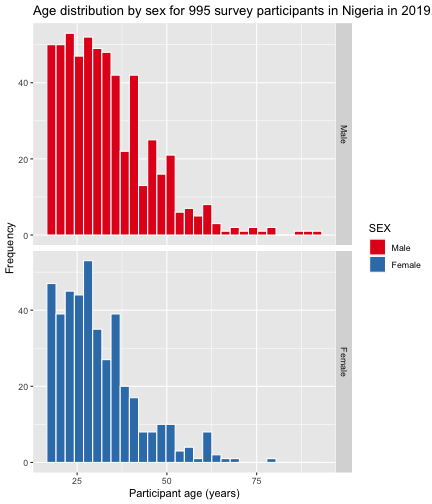 Age distribution by sex for 995 survey participants in Nigeria in 2019
40
20
0
Male
40
20
0
Female
Frequency
25
50
75
Participant age (years)
SEX
Male
Female